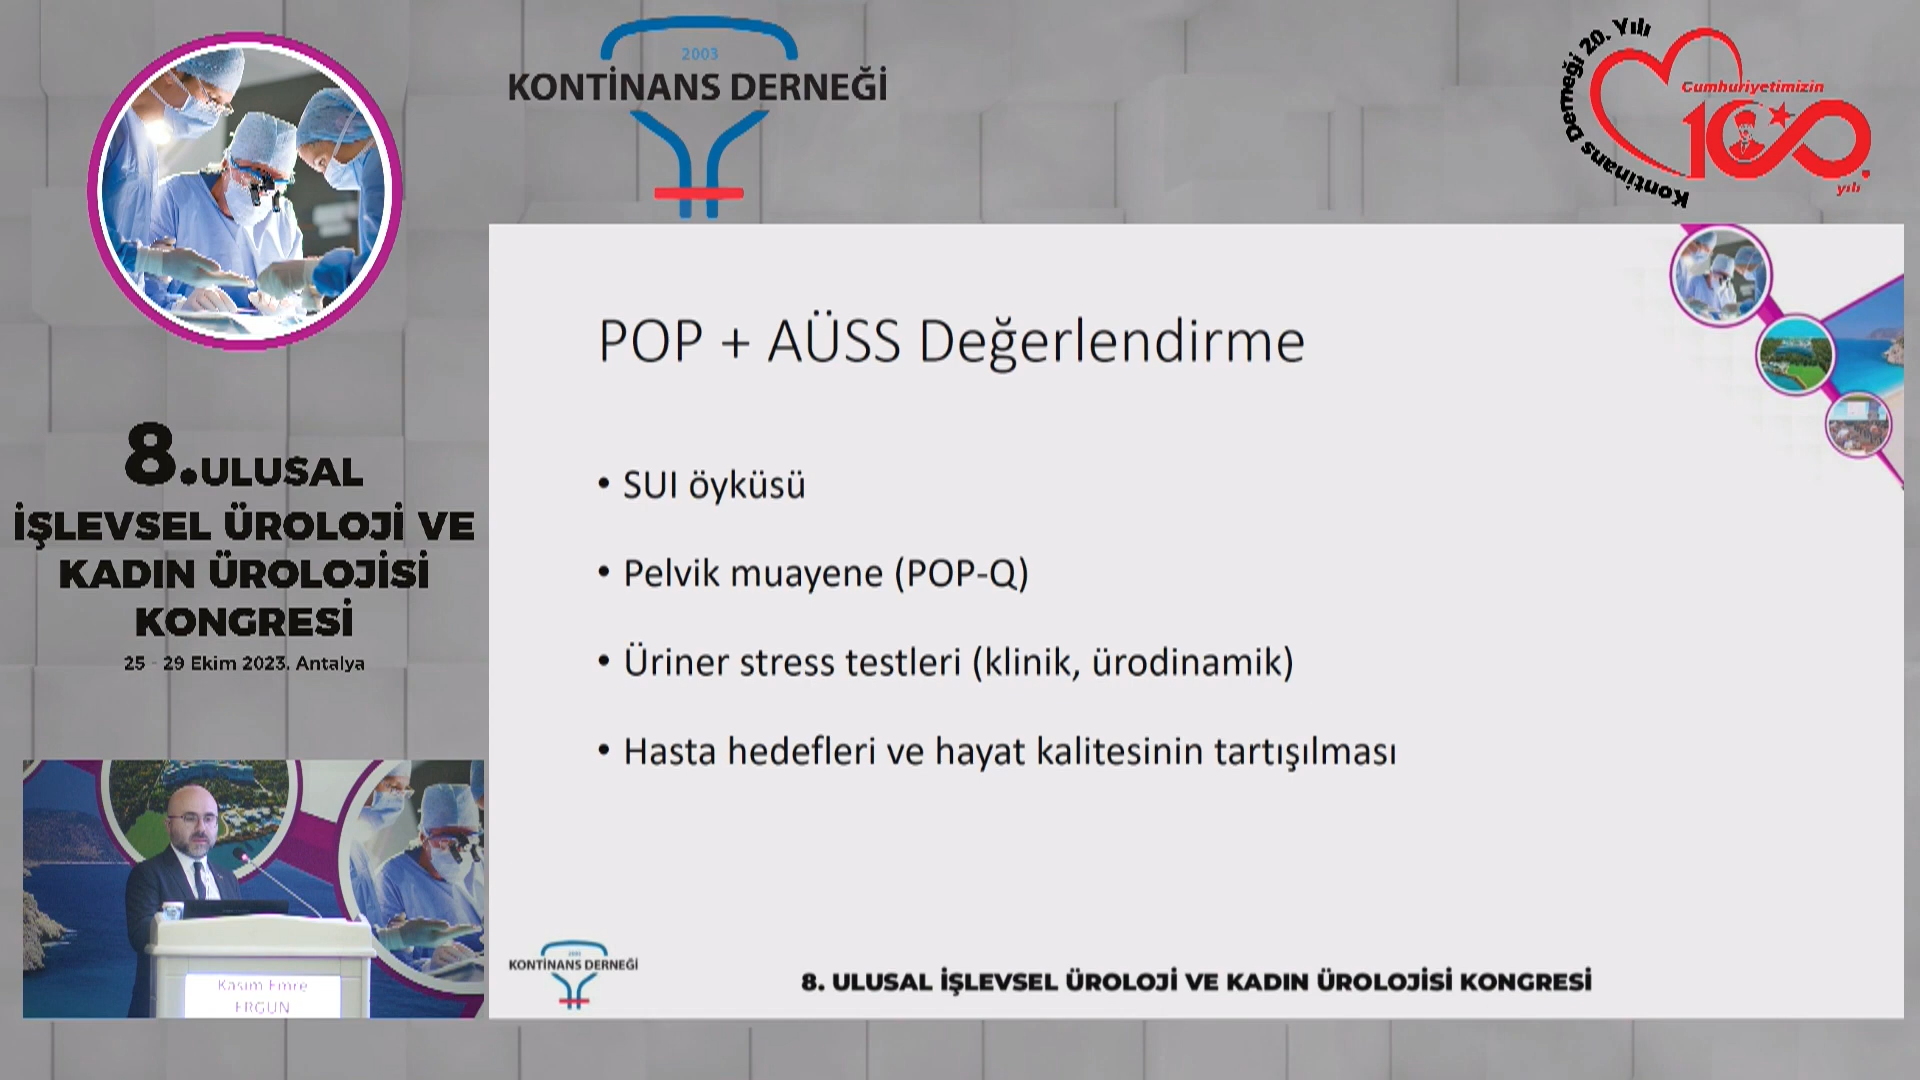 2003
KONTİNANS DERNEĞİ
Kontinans Derneği 20. Yılı
Cumhuriyetimizin
100.
yılı
8.ULUSAL
İŞLEVSEL ÜROLOJİ VE
KADIN ÜROLOJİSİ
KONGRESİ
25 - 29 Ekim 2023. Antalya
POP + AÜSS Değerlendirme
• SUI öyküsü
• Pelvik muayene (POP-Q)
• Üriner stress testleri (klinik, ürodinamik)
• Hasta hedefleri ve hayat kalitesinin tartışılması
Kasım Emre
ERGÜN
2003
KONTİNANS DERNEĞİ
8. ULUSAL İŞLEVSEL ÜROLOJİ VE KADIN ÜROLOJİSİ KONGRESİ